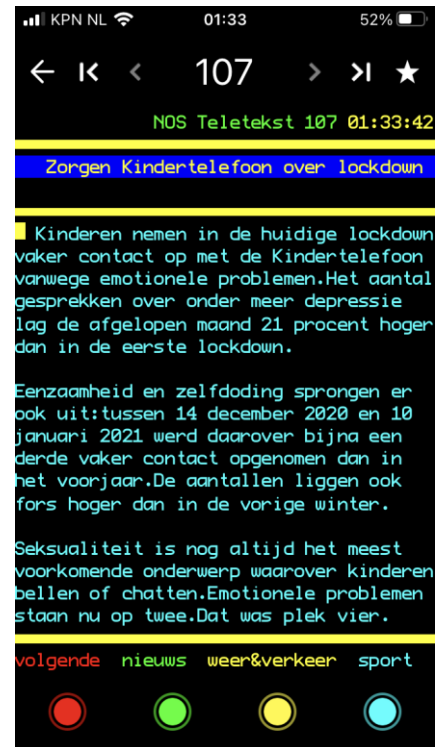 KPN NL 01:33 52%
107
NOS Teletekst 107 01:33:42
Zorgen Kindertelefoon over lockdown
Kinderen nemen in de huidige lockdown
vaker contact op met de Kindertelefoon
vanwege emotionele problemen.Het aantal
gesprekken over onder meer depressie
lag de afgelopen maand 21 procent hoger
dan in de eerste lockdown.
Eenzaamheid en zelfdoding sprongen er
ook uit:tussen 14 december 2020 en 10
januari 2021 werd daarover bijna een
derde vaker contact opgenomen dan in
het voorjaar.De aantallen liggen ook
fors hoger dan in de vorige winter.
Seksualiteit is nog altijd het meest
voorkomende onderwerp waarover kinderen
bellen of chatten.Emotionele problemen
staan nu op twee.Dat was plek vier.
volgende nieuws weer&verkeer sport